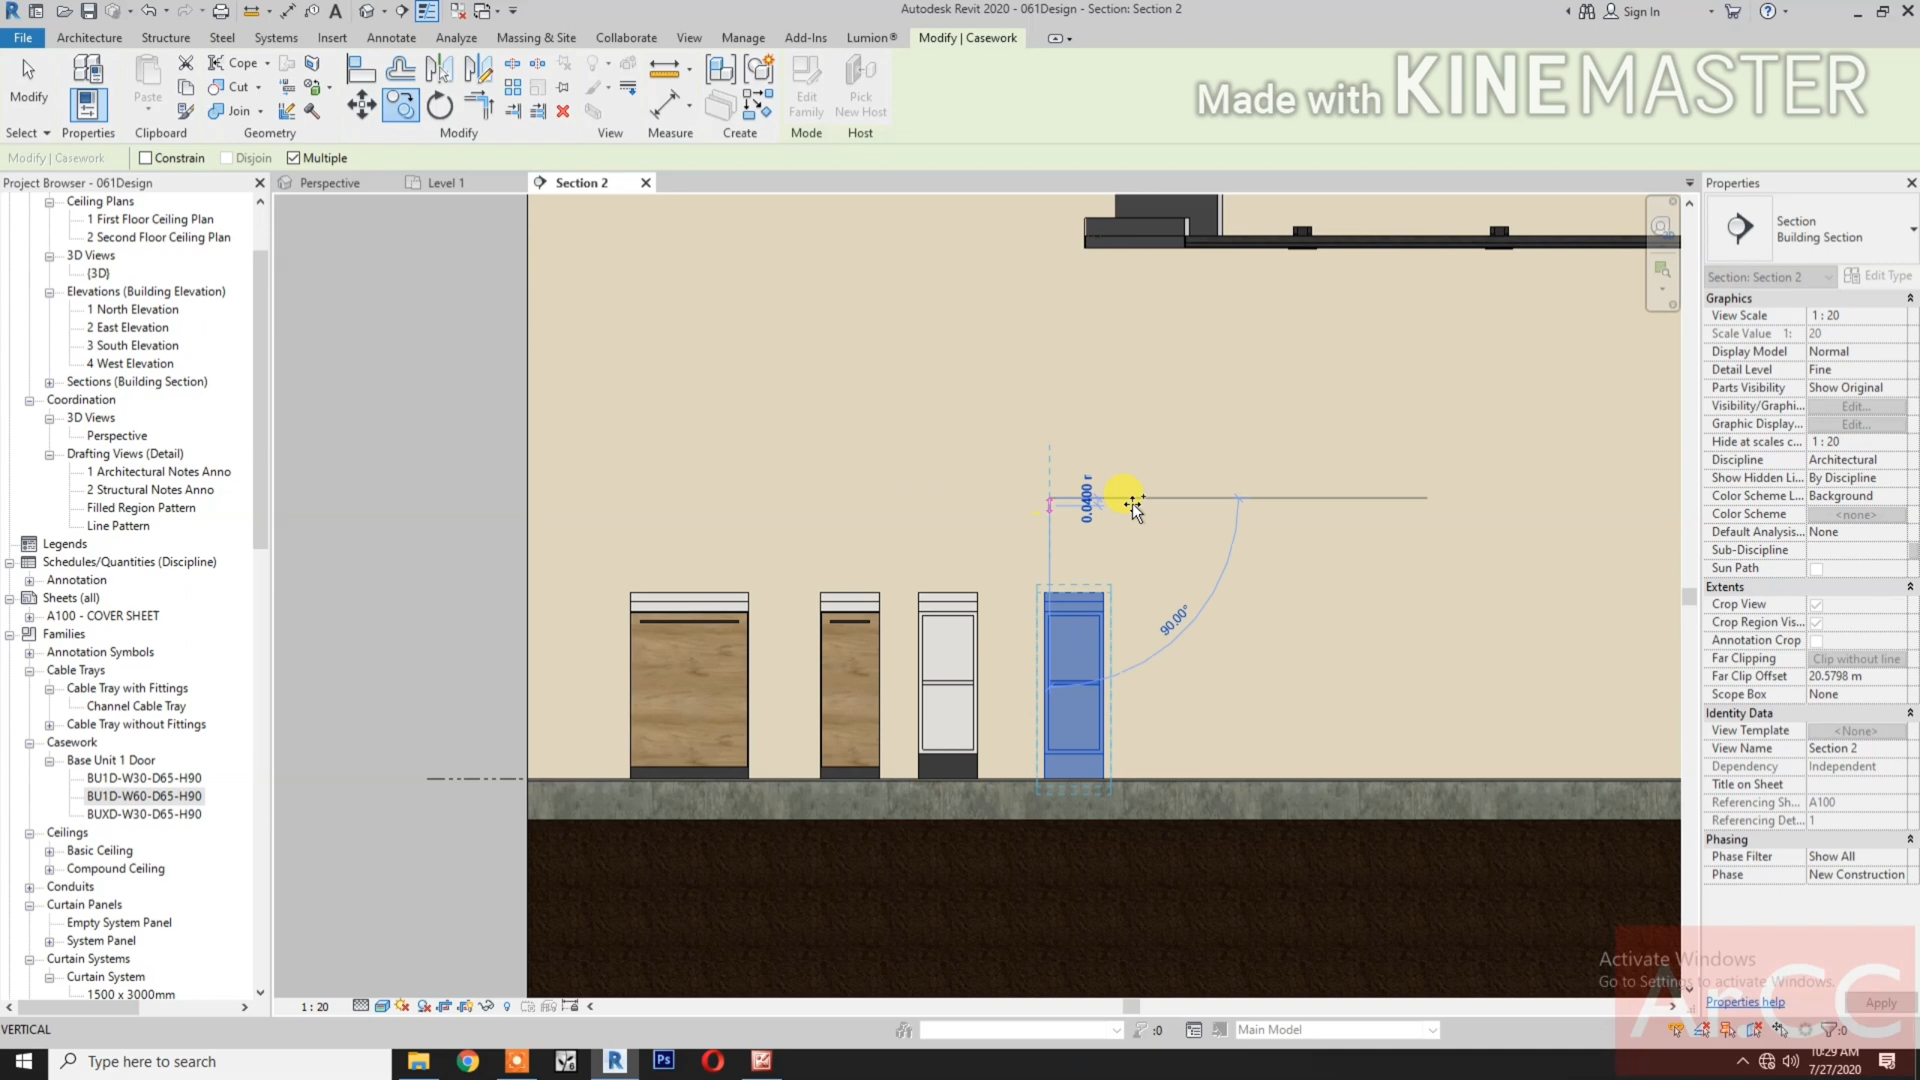 Autodesk Revit 2020 - 061Design - Section: Section 2
Sign In
File
Architecture
Structure
Steel
Systems
Insert
Annotate
Analyze
Massing & Site
Collaborate
View
Manage
Add-Ins
Lumion®
Modify | Casework
Modify
Paste
Cope
Cut
Join
Edit
Family
Pick
New Host
Select
Properties
Clipboard
Geometry
Modify
View
Measure
Create
Mode
Host
Made with KINEMASTER
Modify | Casework
Constrain
Disjoin
Multiple
Project Browser - 061Design
Perspective
Level 1
Section 2
Properties
Ceiling Plans
1 First Floor Ceiling Plan
2 Second Floor Ceiling Plan
3D Views
{3D}
Elevations (Building Elevation)
1 North Elevation
2 East Elevation
3 South Elevation
4 West Elevation
Sections (Building Section)
Coordination
3D Views
Perspective
Drafting Views (Detail)
1 Architectural Notes Anno
2 Structural Notes Anno
Filled Region Pattern
Line Pattern
Legends
Schedules/Quantities (Discipline)
Annotation
Sheets (all)
A100 - COVER SHEET
Families
Annotation Symbols
Cable Trays
Cable Tray with Fittings
Channel Cable Tray
Cable Tray without Fittings
Casework
Base Unit 1 Door
BU1D-W30-D65-H90
BU1D-W60-D65-H90
BUXD-W30-D65-H90
Ceilings
Basic Ceiling
Compound Ceiling
Conduits
Curtain Panels
Empty System Panel
System Panel
Curtain Systems
Curtain System
1500 x 3000mm
0.0400
90.00°
Section
Building Section
Section: Section 2
Edit Type
Graphics
View Scale 1 : 20
Scale Value 1: 20
Display Model Normal
Detail Level Fine
Parts Visibility Show Original
Visibility/Graphi... Edit...
Graphic Display... Edit...
Hide at scales c... 1 : 20
Discipline Architectural
Show Hidden Li... By Discipline
Color Scheme L... Background
Color Scheme <none>
Default Analysis... None
Sub-Discipline
Sun Path
Extents
Crop View
Crop Region Vis...
Annotation Crop
Far Clipping Clip without line
Far Clip Offset 20.5798 m
Scope Box None
Identity Data
View Template <None>
View Name Section 2
Dependency Independent
Title on Sheet
Referencing Sh... A100
Referencing Det... 1
Phasing
Phase Filter Show All
Phase New Construction
Activate Windows
Go to Settings to activate Windows.
Properties help
Apply
ArCC
1 : 20
VERTICAL
:0
Main Model
:0
Type here to search
10:29 AM
7/27/2020